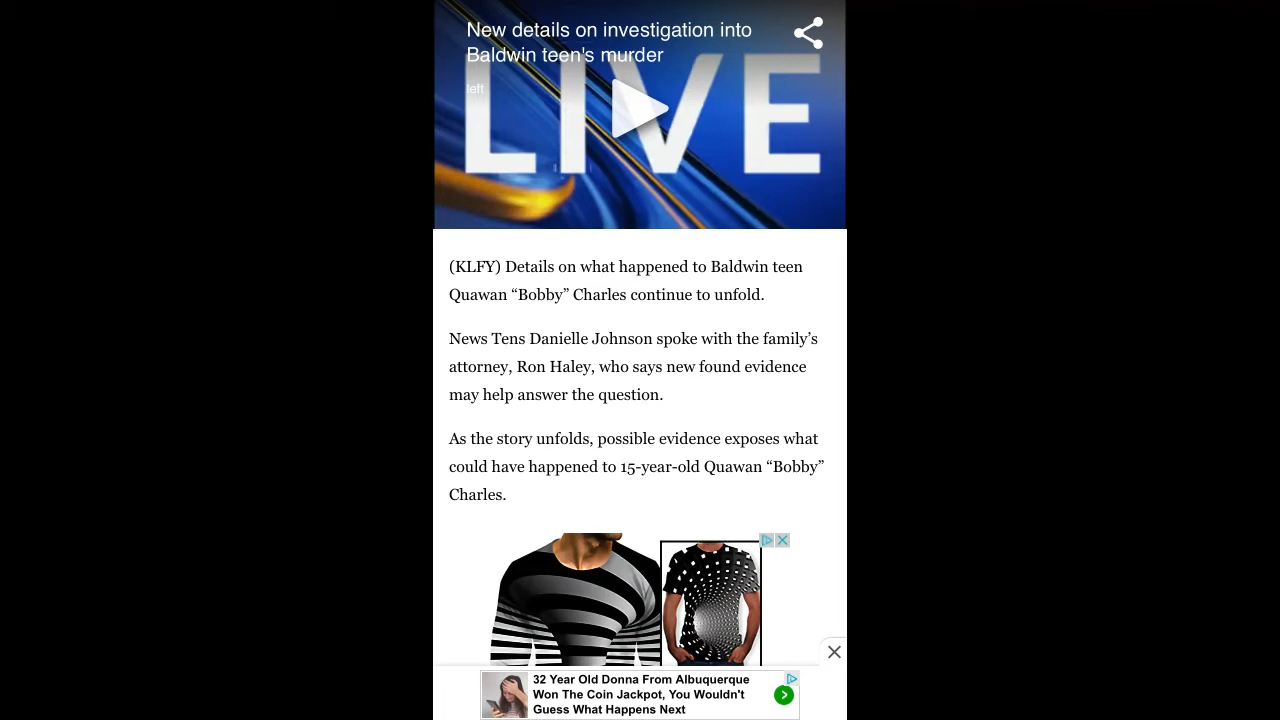 New details on investigation into
Baldwin teen's murder
left
LIVE
(KLFY) Details on what happened to Baldwin teen
Quawan “Bobby” Charles continue to unfold.
News Tens Danielle Johnson spoke with the family’s
attorney, Ron Haley, who says new found evidence
may help answer the question.
As the story unfolds, possible evidence exposes what
could have happened to 15-year-old Quawan “Bobby”
Charles.
32 Year Old Donna From Albuquerque
Won The Coin Jackpot, You Wouldn't
Guess What Happens Next